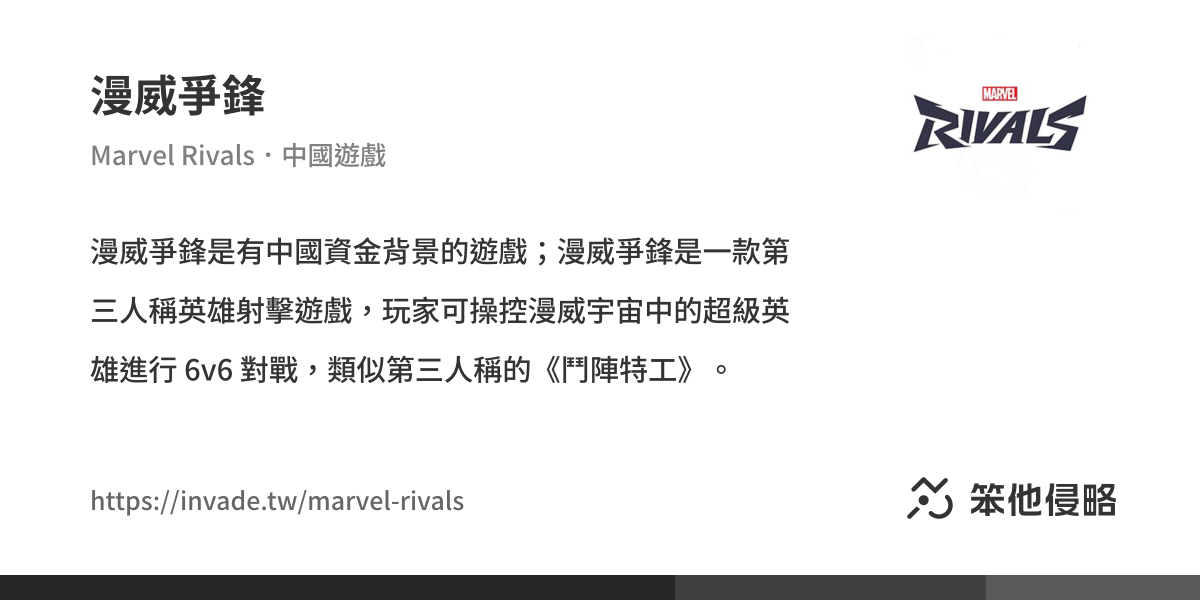 漫威爭鋒
Marvel Rivals・中國遊戲
MARVEL
RIVALS
漫威爭鋒是有中國資金背景的遊戲；漫威爭鋒是一款第
三人稱英雄射擊遊戲，玩家可操控漫威宇宙中的超級英
雄進行 6v6 對戰，類似第三人稱的《鬥陣特工》。
https://invade.tw/marvel-rivals
笨他侵略